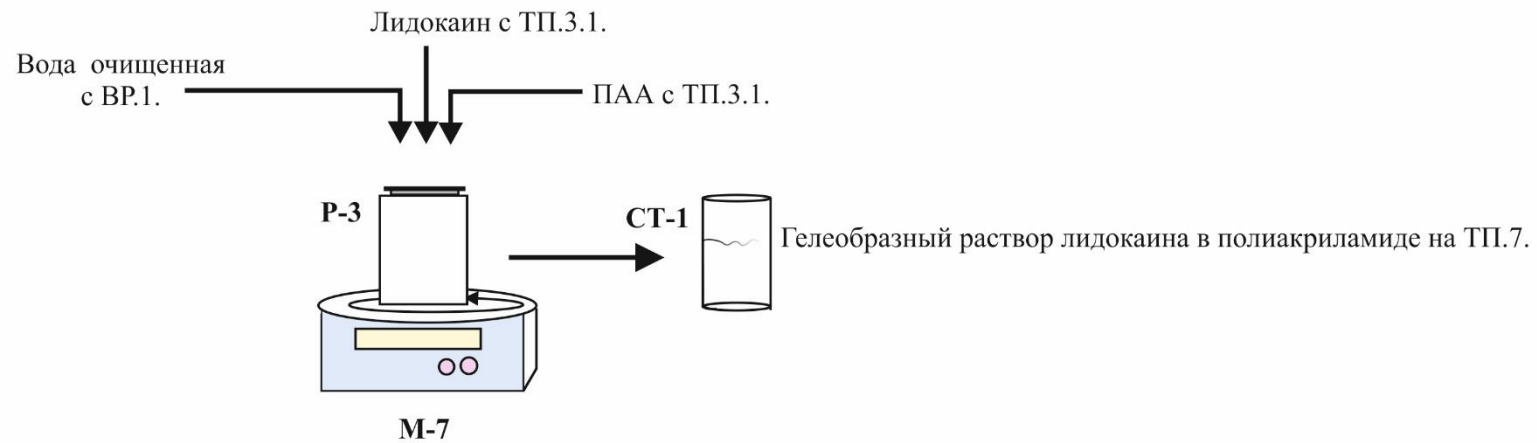 Лидокаин с ТП.3.1.
Вода очищенная
с ВР.1.
ПАА с ТП.3.1.
Р-3
СТ-1
Гелеобразный раствор лидокаина в полиакриламиде на ТП.7.
М-7